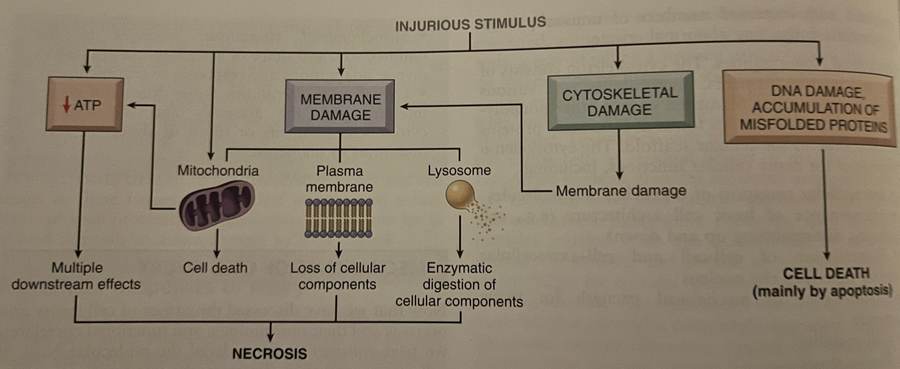 INJURIOUS STIMULUS
↓ ATP
MEMBRANE
DAMAGE
CYTOSKELETAL
DAMAGE
DNA DAMAGE,
ACCUMULATION OF
MISFOLDED PROTEINS
Mitochondria
Plasma
membrane
Lysosome
Membrane damage
Multiple
downstream effects
Cell death
Loss of cellular
components
Enzymatic
digestion of
cellular components
CELL DEATH
(mainly by apoptosis)
NECROSIS